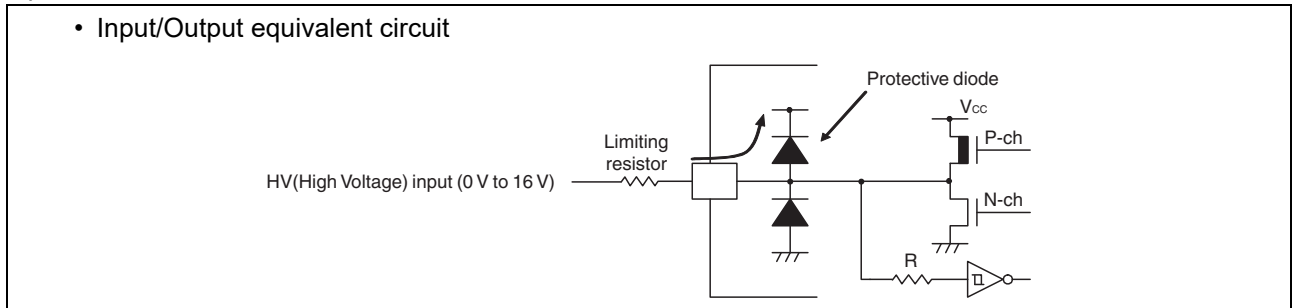 • Input/Output equivalent circuit
Protective diode
Vcc
P-ch
Limiting
resistor
HV(High Voltage) input (0 V to 16 V)
N-ch
R